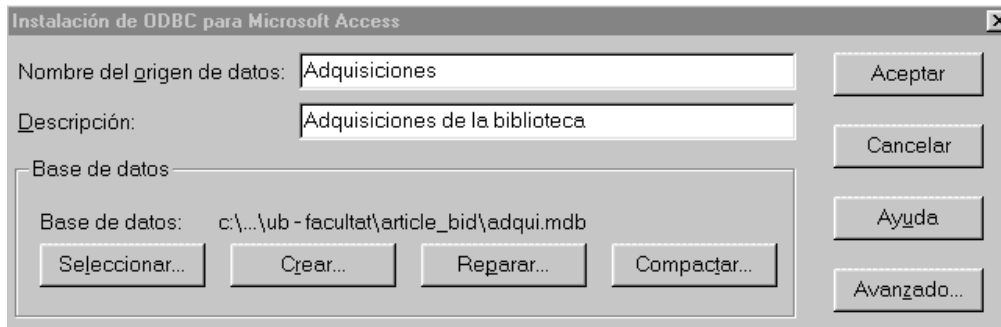 Instalación de ODBC para Microsoft Access
Nombre del origen de datos: Adquisiciones
Aceptar
Descripción: Adquisiciones de la biblioteca
Cancelar
Base de datos
Base de datos: c:\...\ub - facultat\article_bid\adqui.mdb
Ayuda
Seleccionar... Crear... Reparar... Compactar...
Avanzado...